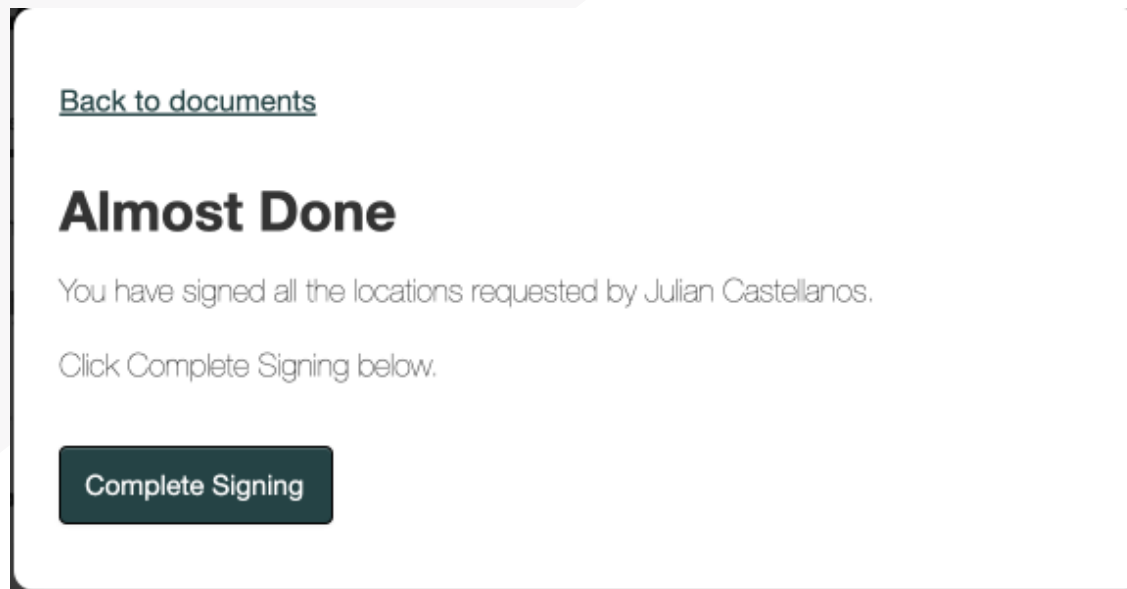 Back to documents
Almost Done
You have signed all the locations requested by Julian Castellanos.
Click Complete Signing below.
Complete Signing